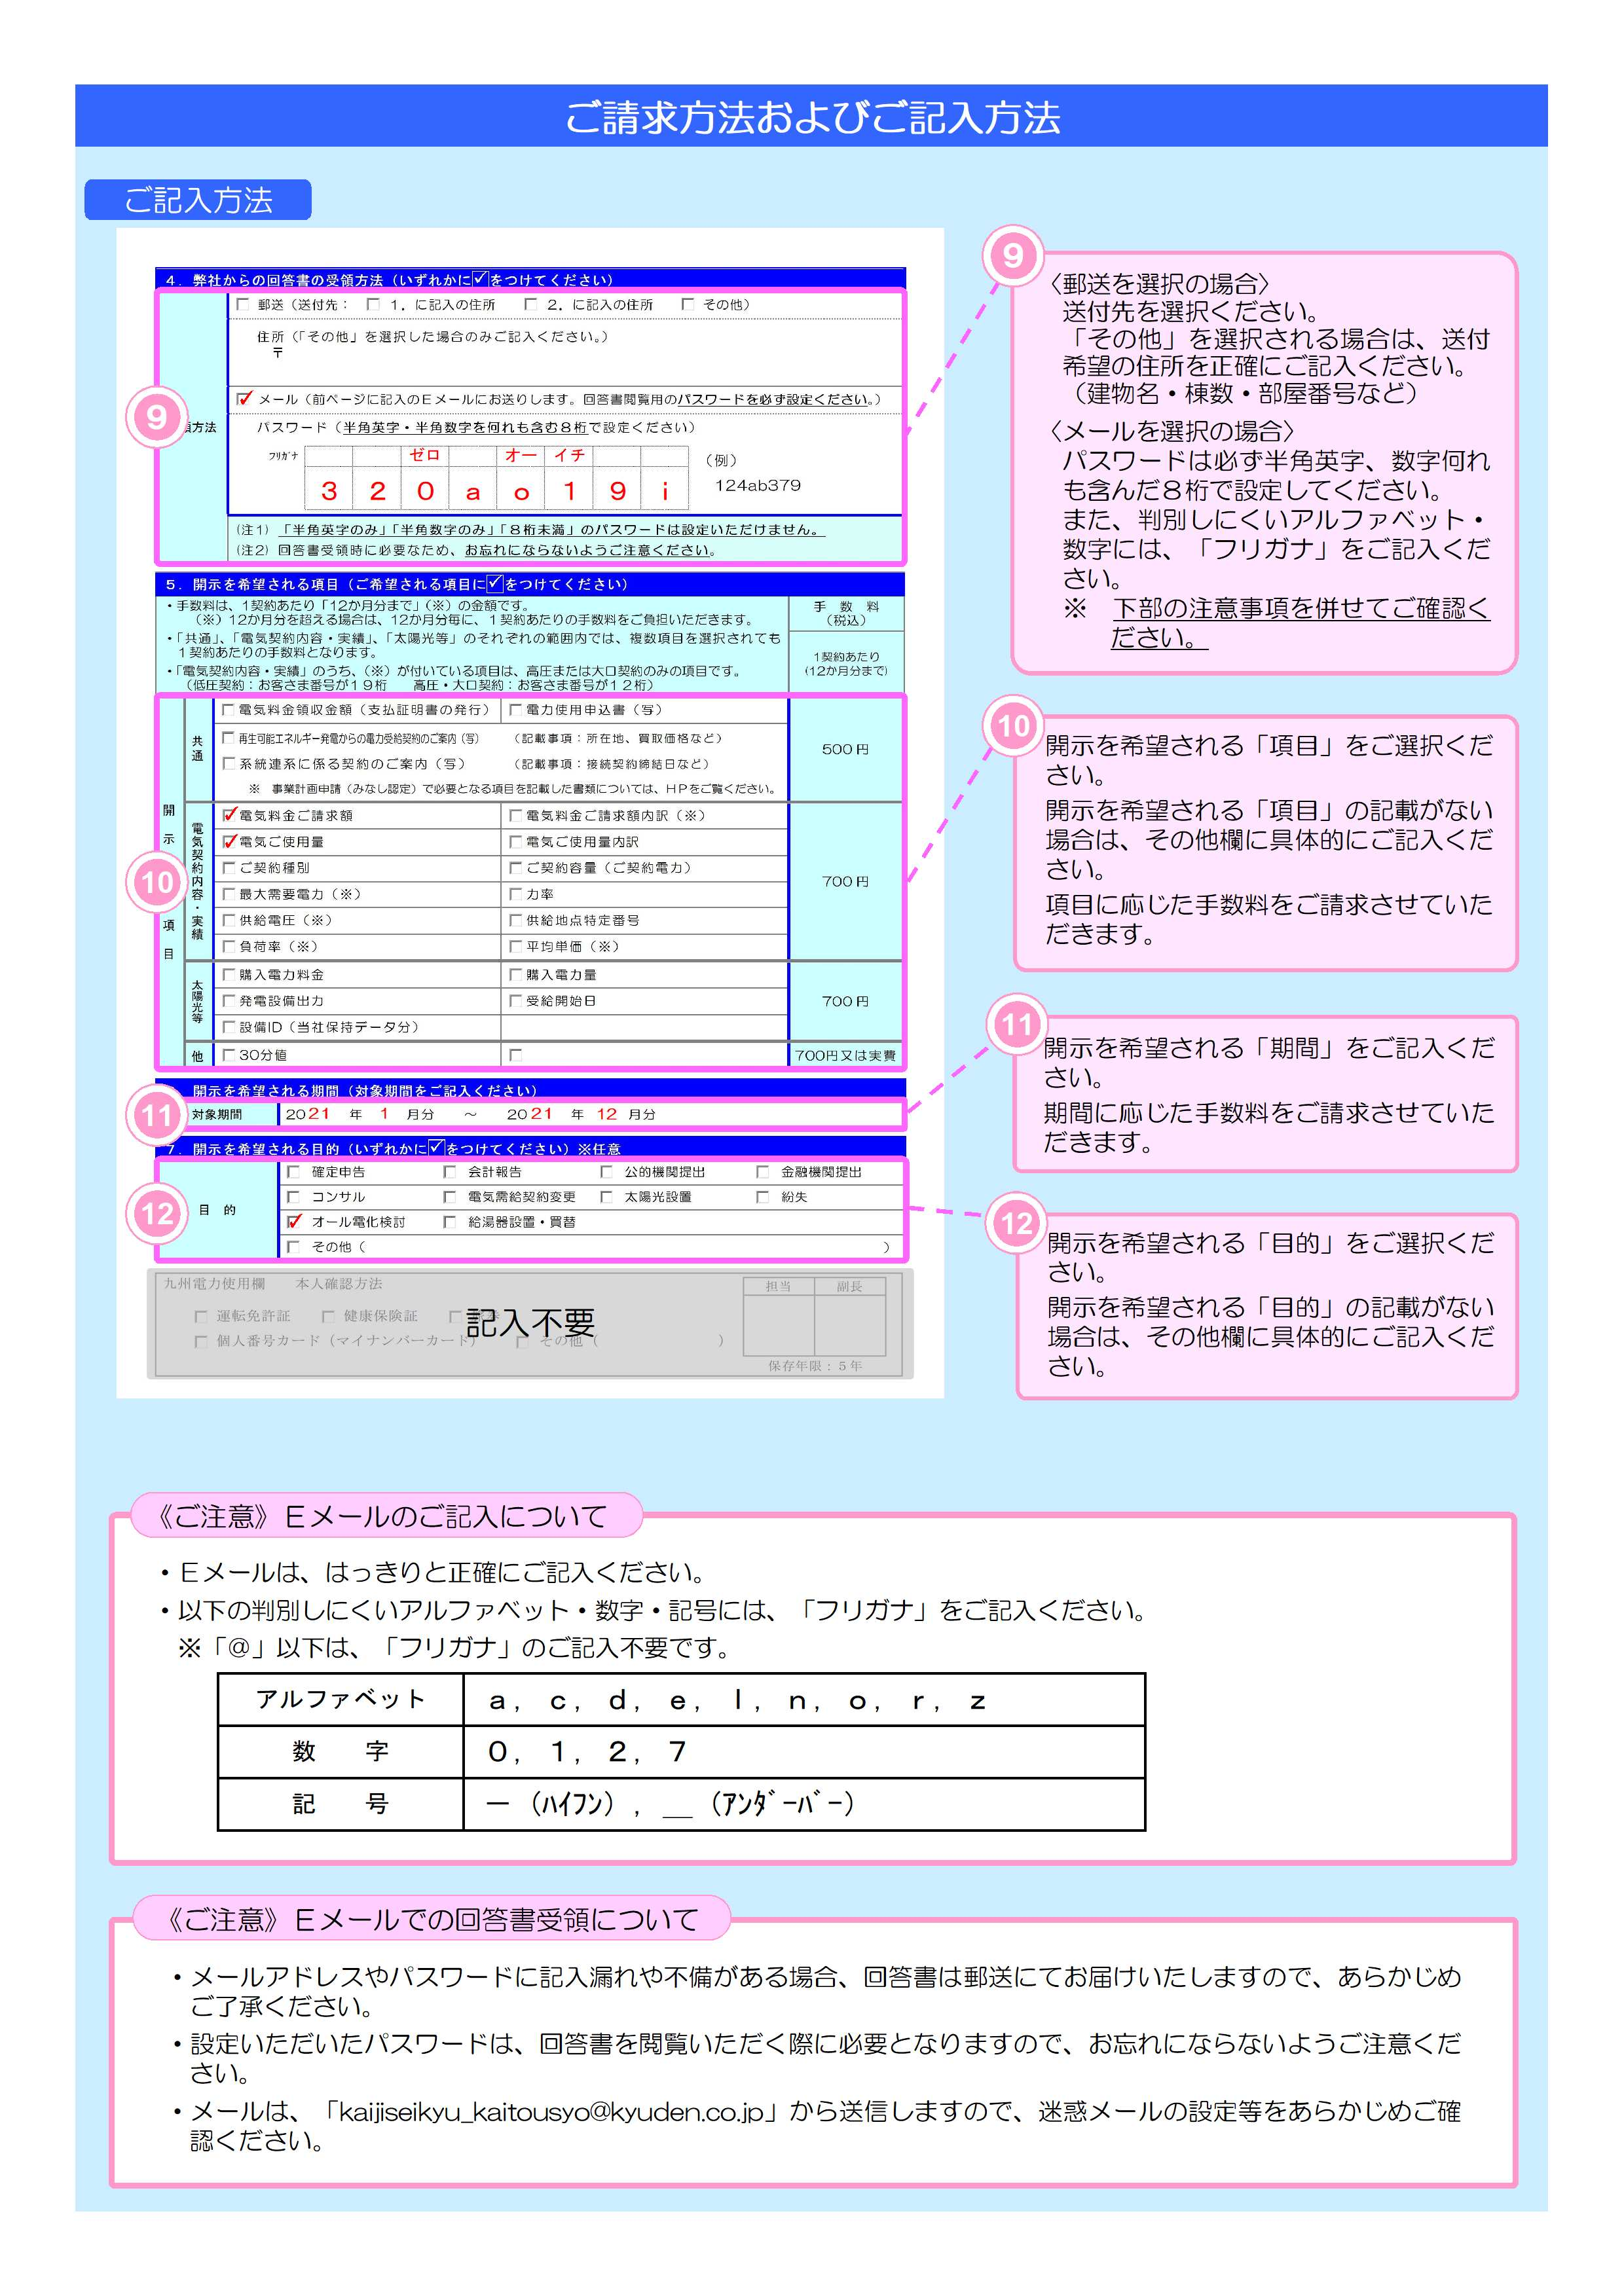 ご請求方法およびご記入方法
ご記入方法
4．弊社からの回答書の受領方法（いずれかに✓をつけてください）
郵送（送付先： 1．に記入の住所 2．に記入の住所 その他）
住所（「その他」を選択した場合のみご記入ください。）
〒
メール（前ページに記入のＥメールにお送りします。回答書閲覧用のパスワードを必ず設定ください。）
9
方法
パスワード（半角英字・半角数字を何れも含む８桁で設定ください）
フリガナ ゼロ オー イチ （例）
3 2 0 a o 1 9 i 124ab379
（注1）「半角英字のみ」「半角数字のみ」「８桁未満」のパスワードは設定いただけません。
（注2）回答書受領時に必要なため、お忘れにならないようご注意ください。
5．開示を希望される項目（ご希望される項目に✓をつけてください）
・手数料は、1契約あたり「12か月分まで」（※）の金額です。
（※）12か月分を超える場合は、12か月分毎に、１契約あたりの手数料をご負担いただきます。
・「共通」、「電気契約内容・実績」、「太陽光等」のそれぞれの範囲内では、複数項目を選択されても
１契約あたりの手数料となります。
・「電気契約内容・実績」のうち、（※）が付いている項目は、高圧または大口契約のみの項目です。
（低圧契約：お客さま番号が１９桁 高圧・大口契約：お客さま番号が１２桁）
手 数 料
（税込）
1契約あたり
(12か月分まで)
10
開示項目
共通
電気料金領収金額（支払証明書の発行） 電力使用申込書（写）
再生可能エネルギー発電からの電力受給契約のご案内（写） （記載事項：所在地、買取価格など）
系統連系に係る契約のご案内（写） （記載事項：接続契約締結日など）
※ 事業計画申請（みなし認定）で必要となる項目を記載した書類については、ＨＰをご覧ください。
500円
電気契約内容・実績
電気料金ご請求額 電気料金ご請求額内訳（※）
電気ご使用量 電気ご使用量内訳
ご契約種別 ご契約容量（ご契約電力）
最大需要電力（※） 力率
供給電圧（※） 供給地点特定番号
負荷率（※） 平均単価（※）
700円
太陽光等
購入電力料金 購入電力量
発電設備出力 受給開始日
設備ID（当社保持データ分）
700円
他 30分値 700円又は実費
開示を希望される期間（対象期間をご記入ください）
11
対象期間 2021 年 1 月分 ～ 2021 年 12 月分
7．開示を希望される目的（いずれかに✓をつけてください）※任意
12
目 的
確定申告 会計報告 公的機関提出 金融機関提出
コンサル 電気需給契約変更 太陽光設置 紛失
オール電化検討 給湯器設置・買替
その他（ ）
九州電力使用欄 本人確認方法
運転免許証 健康保険証
個人番号カード（マイナンバーカード） その他（ ）
記入不要
担当 副長
保存年限：５年
9
〈郵送を選択の場合〉
送付先を選択ください。
「その他」を選択される場合は、送付
希望の住所を正確にご記入ください。
（建物名・棟数・部屋番号など）
〈メールを選択の場合〉
パスワードは必ず半角英字、数字何れ
も含んだ８桁で設定してください。
また、判別しにくいアルファベット・
数字には、「フリガナ」をご記入くだ
さい。
※ 下部の注意事項を併せてご確認く
ださい。
10
開示を希望される「項目」をご選択くだ
さい。
開示を希望される「項目」の記載がない
場合は、その他欄に具体的にご記入くだ
さい。
項目に応じた手数料をご請求させていた
だきます。
11
開示を希望される「期間」をご記入くだ
さい。
期間に応じた手数料をご請求させていた
だきます。
12
開示を希望される「目的」をご選択くだ
さい。
開示を希望される「目的」の記載がない
場合は、その他欄に具体的にご記入くだ
さい。
《ご注意》Ｅメールのご記入について
・Ｅメールは、はっきりと正確にご記入ください。
・以下の判別しにくいアルファベット・数字・記号には、「フリガナ」をご記入ください。
※「＠」以下は、「フリガナ」のご記入不要です。
アルファベット ａ，ｃ，ｄ，ｅ，ｌ，ｎ，ｏ，ｒ，ｚ
数 字 ０，１，２，７
記 号 －（ﾊｲﾌﾝ），＿（ｱﾝﾀﾞｰﾊﾞｰ）
《ご注意》Ｅメールでの回答書受領について
・メールアドレスやパスワードに記入漏れや不備がある場合、回答書は郵送にてお届けいたしますので、あらかじめ
ご了承ください。
・設定いただいたパスワードは、回答書を閲覧いただく際に必要となりますので、お忘れにならないようご注意くだ
さい。
・メールは、「kaijiseikyu_kaitousyo@kyuden.co.jp」から送信しますので、迷惑メールの設定等をあらかじめご確
認ください。